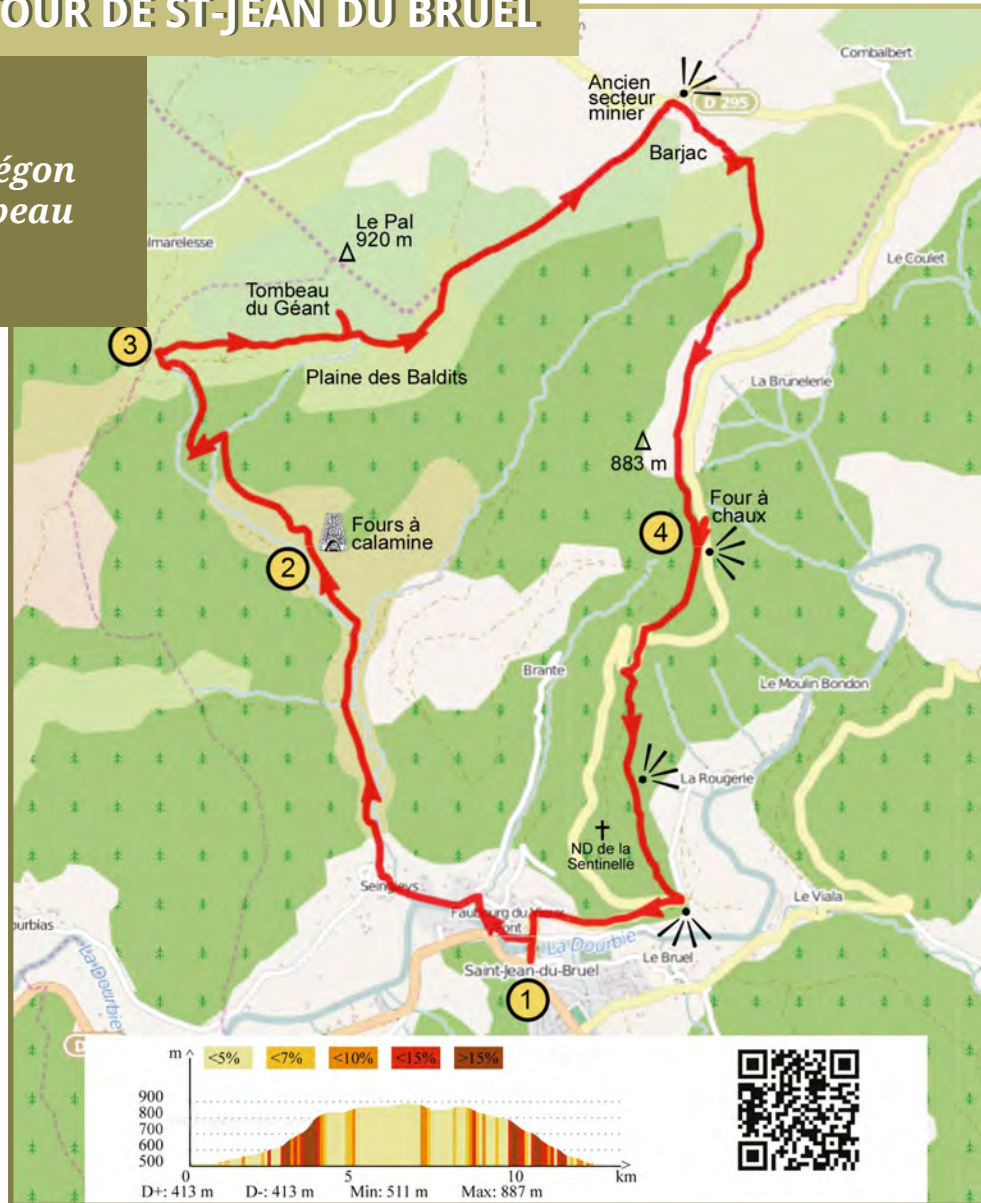 OUR DE ST-JEAN DU BRUEL
égon
beau
Combalbert
Ancien
secteur
minier
D 295
Barjac
Le Pal
920 m
lmarelesse
Le Coulet
Tombeau
du Géant
3
Plaine des Baldits
La Brunelerie
883 m
Four à
chaux
4
Fours à
calamine
2
Brante
Le Moulin Bondon
La Rougerie
ND de la
Sentinelle
Seingleys
Le Viala
Faubourg du Vieux
Pont
ourbias
La Dourbie
La Dourbie
Le Bruel
Saint-Jean-du-Bruel
1
D
m
<5%
<7%
<10%
<15%
>15%
900
800
700
600
500
0
5
10
km
D+: 413 m
D-: 413 m
Min: 511 m
Max: 887 m